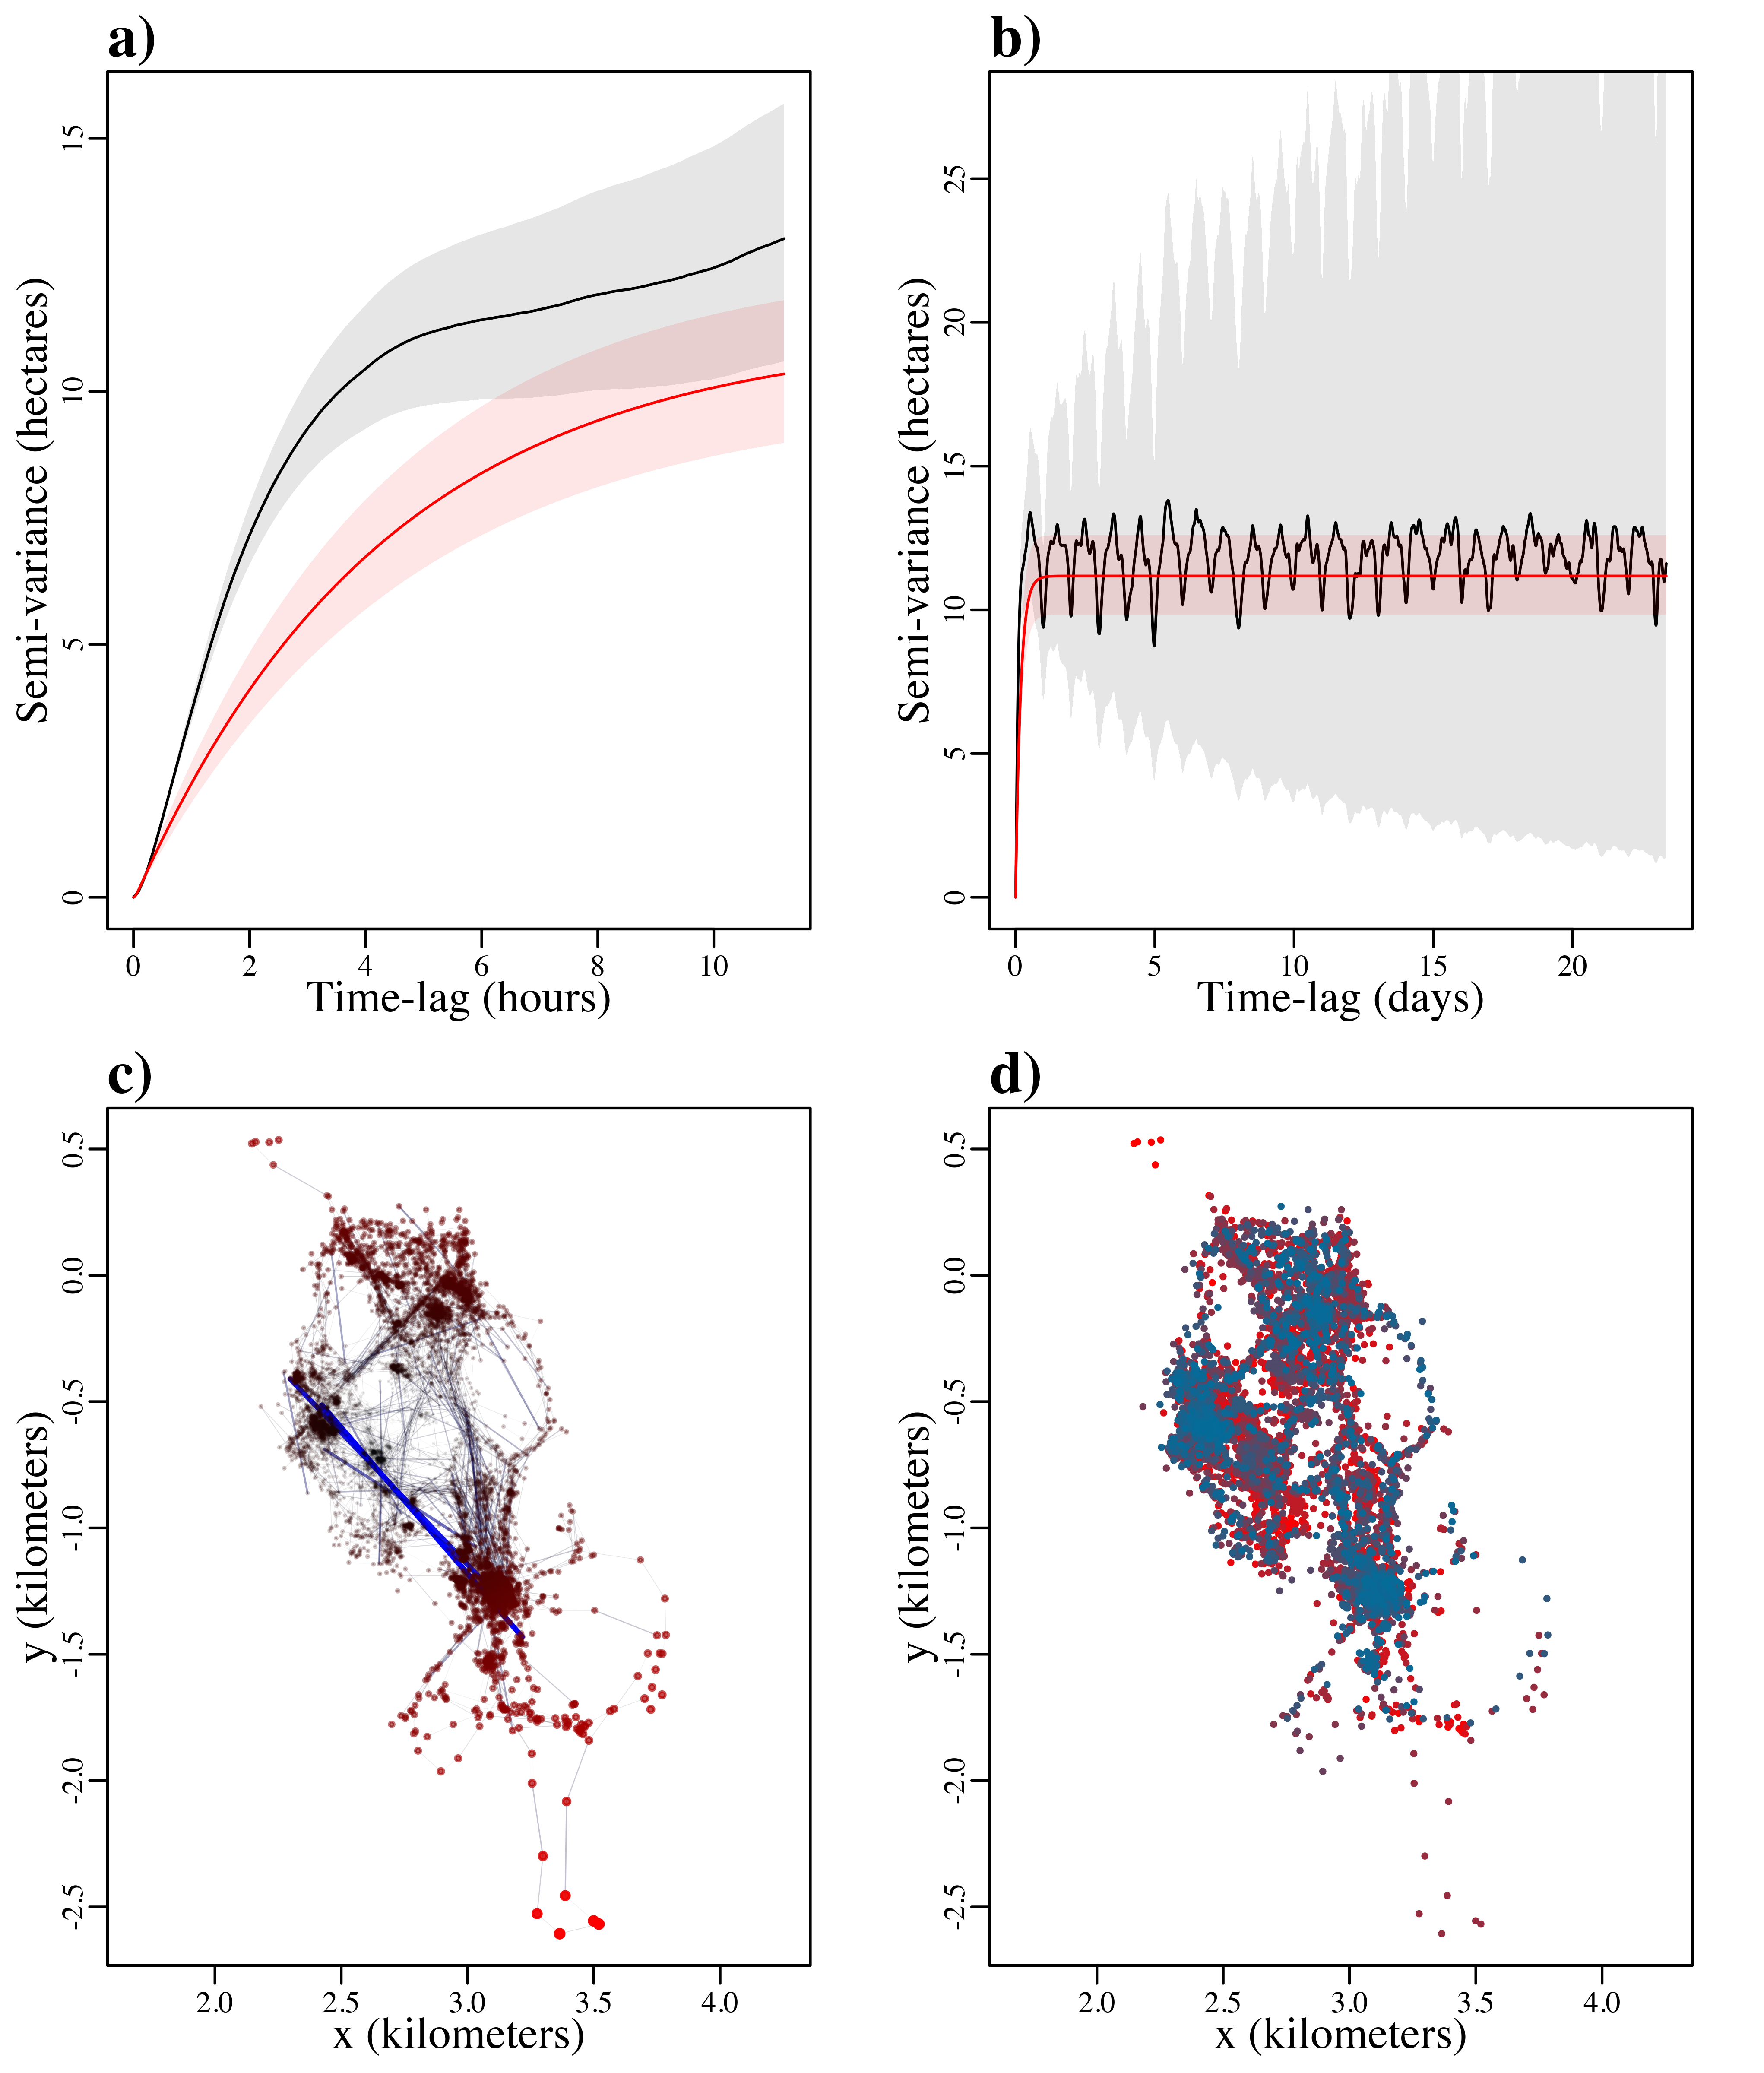 a)
Semi-variance (hectares)
15
10
5
0
0 2 4 6 8 10
Time-lag (hours)
b)
Semi-variance (hectares)
25
20
15
10
5
0
0 5 10 15 20
Time-lag (days)
c)
y (kilometers)
0.5
0.0
-0.5
-1.0
-1.5
-2.0
-2.5
2.0 2.5 3.0 3.5 4.0
x (kilometers)
d)
y (kilometers)
0.5
0.0
-0.5
-1.0
-1.5
-2.0
-2.5
2.0 2.5 3.0 3.5 4.0
x (kilometers)